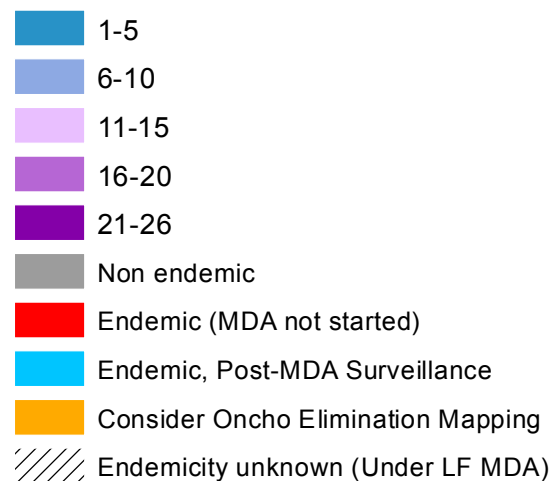 1-5
6-10
11-15
16-20
21-26
Non endemic
Endemic (MDA not started)
Endemic, Post-MDA Surveillance
Consider Oncho Elimination Mapping
Endemicity unknown (Under LF MDA)